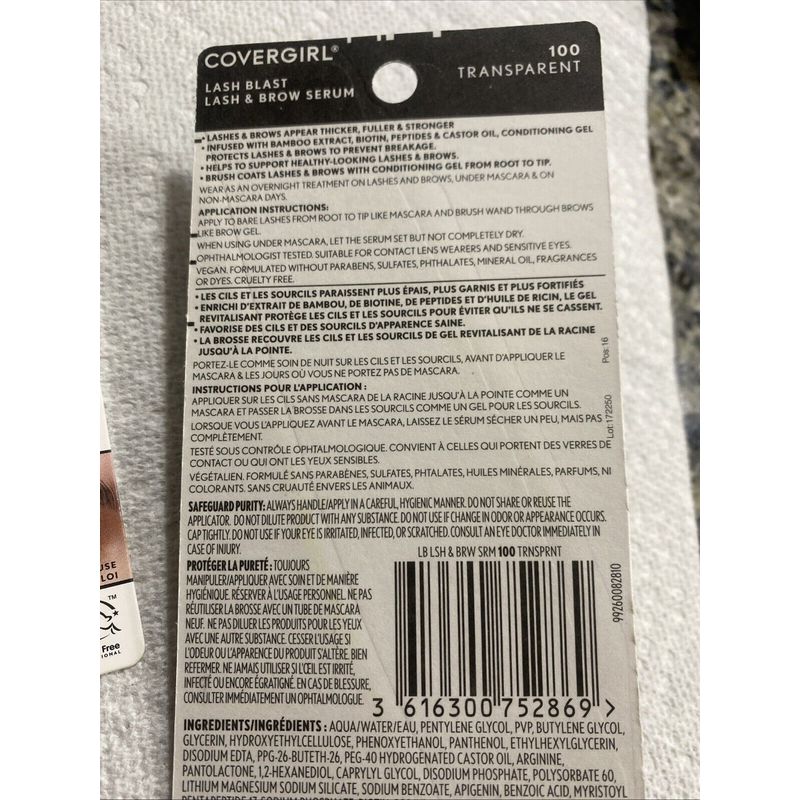 COVERGIRL®
100
LASH BLAST
TRANSPARENT
LASH & BROW SERUM
• LASHES & BROWS APPEAR THICKER, FULLER & STRONGER
• INFUSED WITH BAMBOO EXTRACT, BIOTIN, PEPTIDES & CASTOR OIL, CONDITIONING GEL
PROTECTS LASHES & BROWS TO PREVENT BREAKAGE.
• HELPS TO SUPPORT HEALTHY-LOOKING LASHES & BROWS.
• BRUSH COATS LASHES & BROWS WITH CONDITIONING GEL FROM ROOT TO TIP.
WEAR AS AN OVERNIGHT TREATMENT ON LASHES AND BROWS, UNDER MASCARA & ON
NON-MASCARA DAYS.
APPLICATION INSTRUCTIONS:
APPLY TO BARE LASHES FROM ROOT TO TIP LIKE MASCARA AND BRUSH WAND THROUGH BROWS
LIKE BROW GEL.
WHEN USING UNDER MASCARA, LET THE SERUM SET BUT NOT COMPLETELY DRY.
OPHTHALMOLOGIST TESTED. SUITABLE FOR CONTACT LENS WEARERS AND SENSITIVE EYES.
VEGAN. FORMULATED WITHOUT PARABENS, SULFATES, PHTHALATES, MINERAL OIL, FRAGRANCES
OR DYES. CRUELTY FREE.
• LES CILS ET LES SOURCILS PARAISSENT PLUS ÉPAIS, PLUS GARNIS ET PLUS FORTIFIÉS
• ENRICHI D'EXTRAIT DE BAMBOU, DE BIOTINE, DE PEPTIDES ET D'HUILE DE RICIN, LE GEL
REVITALISANT PROTÈGE LES CILS ET LES SOURCILS POUR ÉVITER QU'ILS NE SE CASSENT.
• FAVORISE DES CILS ET DES SOURCILS D'APPARENCE SAINE.
• LA BROSSE RECOUVRE LES CILS ET LES SOURCILS DE GEL REVITALISANT DE LA RACINE
JUSQU'À LA POINTE.
PORTEZ-LE COMME SOIN DE NUIT SUR LES CILS ET LES SOURCILS, AVANT D'APPLIQUER LE
MASCARA & LES JOURS OÙ VOUS NE PORTEZ PAS DE MASCARA.
INSTRUCTIONS POUR L'APPLICATION :
APPLIQUER SUR LES CILS SANS MASCARA DE LA RACINE JUSQU'À LA POINTE COMME UN
MASCARA ET PASSER LA BROSSE DANS LES SOURCILS COMME UN GEL POUR LES SOURCILS.
LORSQUE VOUS L'APPLIQUEZ AVANT LE MASCARA, LAISSEZ LE SÉRUM SÉCHER UN PEU, MAIS PAS
COMPLÈTEMENT.
TESTÉ SOUS CONTRÔLE OPHTALMOLOGIQUE. CONVIENT À CELLES QUI PORTENT DES VERRES DE
CONTACT OU QUI ONT LES YEUX SENSIBLES.
VÉGÉTALIEN. FORMULÉ SANS PARABÈNES, SULFATES, PHTALATES, HUILES MINÉRALES, PARFUMS, NI
COLORANTS. SANS CRUAUTÉ ENVERS LES ANIMAUX.
Lot: 172250 Pos: 16
SAFEGUARD PURITY: ALWAYS HANDLE/APPLY IN A CAREFUL, HYGIENIC MANNER. DO NOT SHARE OR REUSE THE
APPLICATOR. DO NOT DILUTE PRODUCT WITH ANY SUBSTANCE. DO NOT USE IF CHANGE IN ODOR OR APPEARANCE OCCURS.
CAP TIGHTLY. DO NOT USE IF YOUR EYE IS IRRITATED, INFECTED, OR SCRATCHED. CONSULT AN EYE DOCTOR IMMEDIATELY IN
CASE OF INJURY.
PROTÉGER LA PURETÉ : TOUJOURS
MANIPULER/APPLIQUER AVEC SOIN ET DE MANIÈRE
HYGIÉNIQUE. RÉSERVER À L'USAGE PERSONNEL. NE PAS
RÉUTILISER LA BROSSE AVEC UN TUBE DE MASCARA
NEUF. NE PAS DILUER LES PRODUITS POUR LES YEUX
AVEC UNE AUTRE SUBSTANCE. CESSER L'USAGE SI
L'ODEUR OU L'APPARENCE DU PRODUIT S'ALTÈRE. BIEN
REFERMER. NE JAMAIS UTILISER SI L'ŒIL EST IRRITÉ,
INFECTÉ OU ENCORE ÉGRATIGNÉ. EN CAS DE BLESSURE,
CONSULTER IMMÉDIATEMENT UN OPHTALMOLOGUE.
LB LSH & BRW SRM 100 TRNSPRNT
3 616300 752869 >
99260082810
INGREDIENTS/INGRÉDIENTS : AQUA/WATER/EAU, PENTYLENE GLYCOL, PVP, BUTYLENE GLYCOL,
GLYCERIN, HYDROXYETHYLCELLULOSE, PHENOXYETHANOL, PANTHENOL, ETHYLHEXYLGLYCERIN,
DISODIUM EDTA, PPG-26-BUTETH-26, PEG-40 HYDROGENATED CASTOR OIL, ARGININE,
PANTOLACTONE, 1,2-HEXANEDIOL, CAPRYLYL GLYCOL, DISODIUM PHOSPHATE, POLYSORBATE 60,
LITHIUM MAGNESIUM SODIUM SILICATE, SODIUM BENZOATE, APIGENIN, BENZOIC ACID, MYRISTOYL
USE
LOI
TM
Free